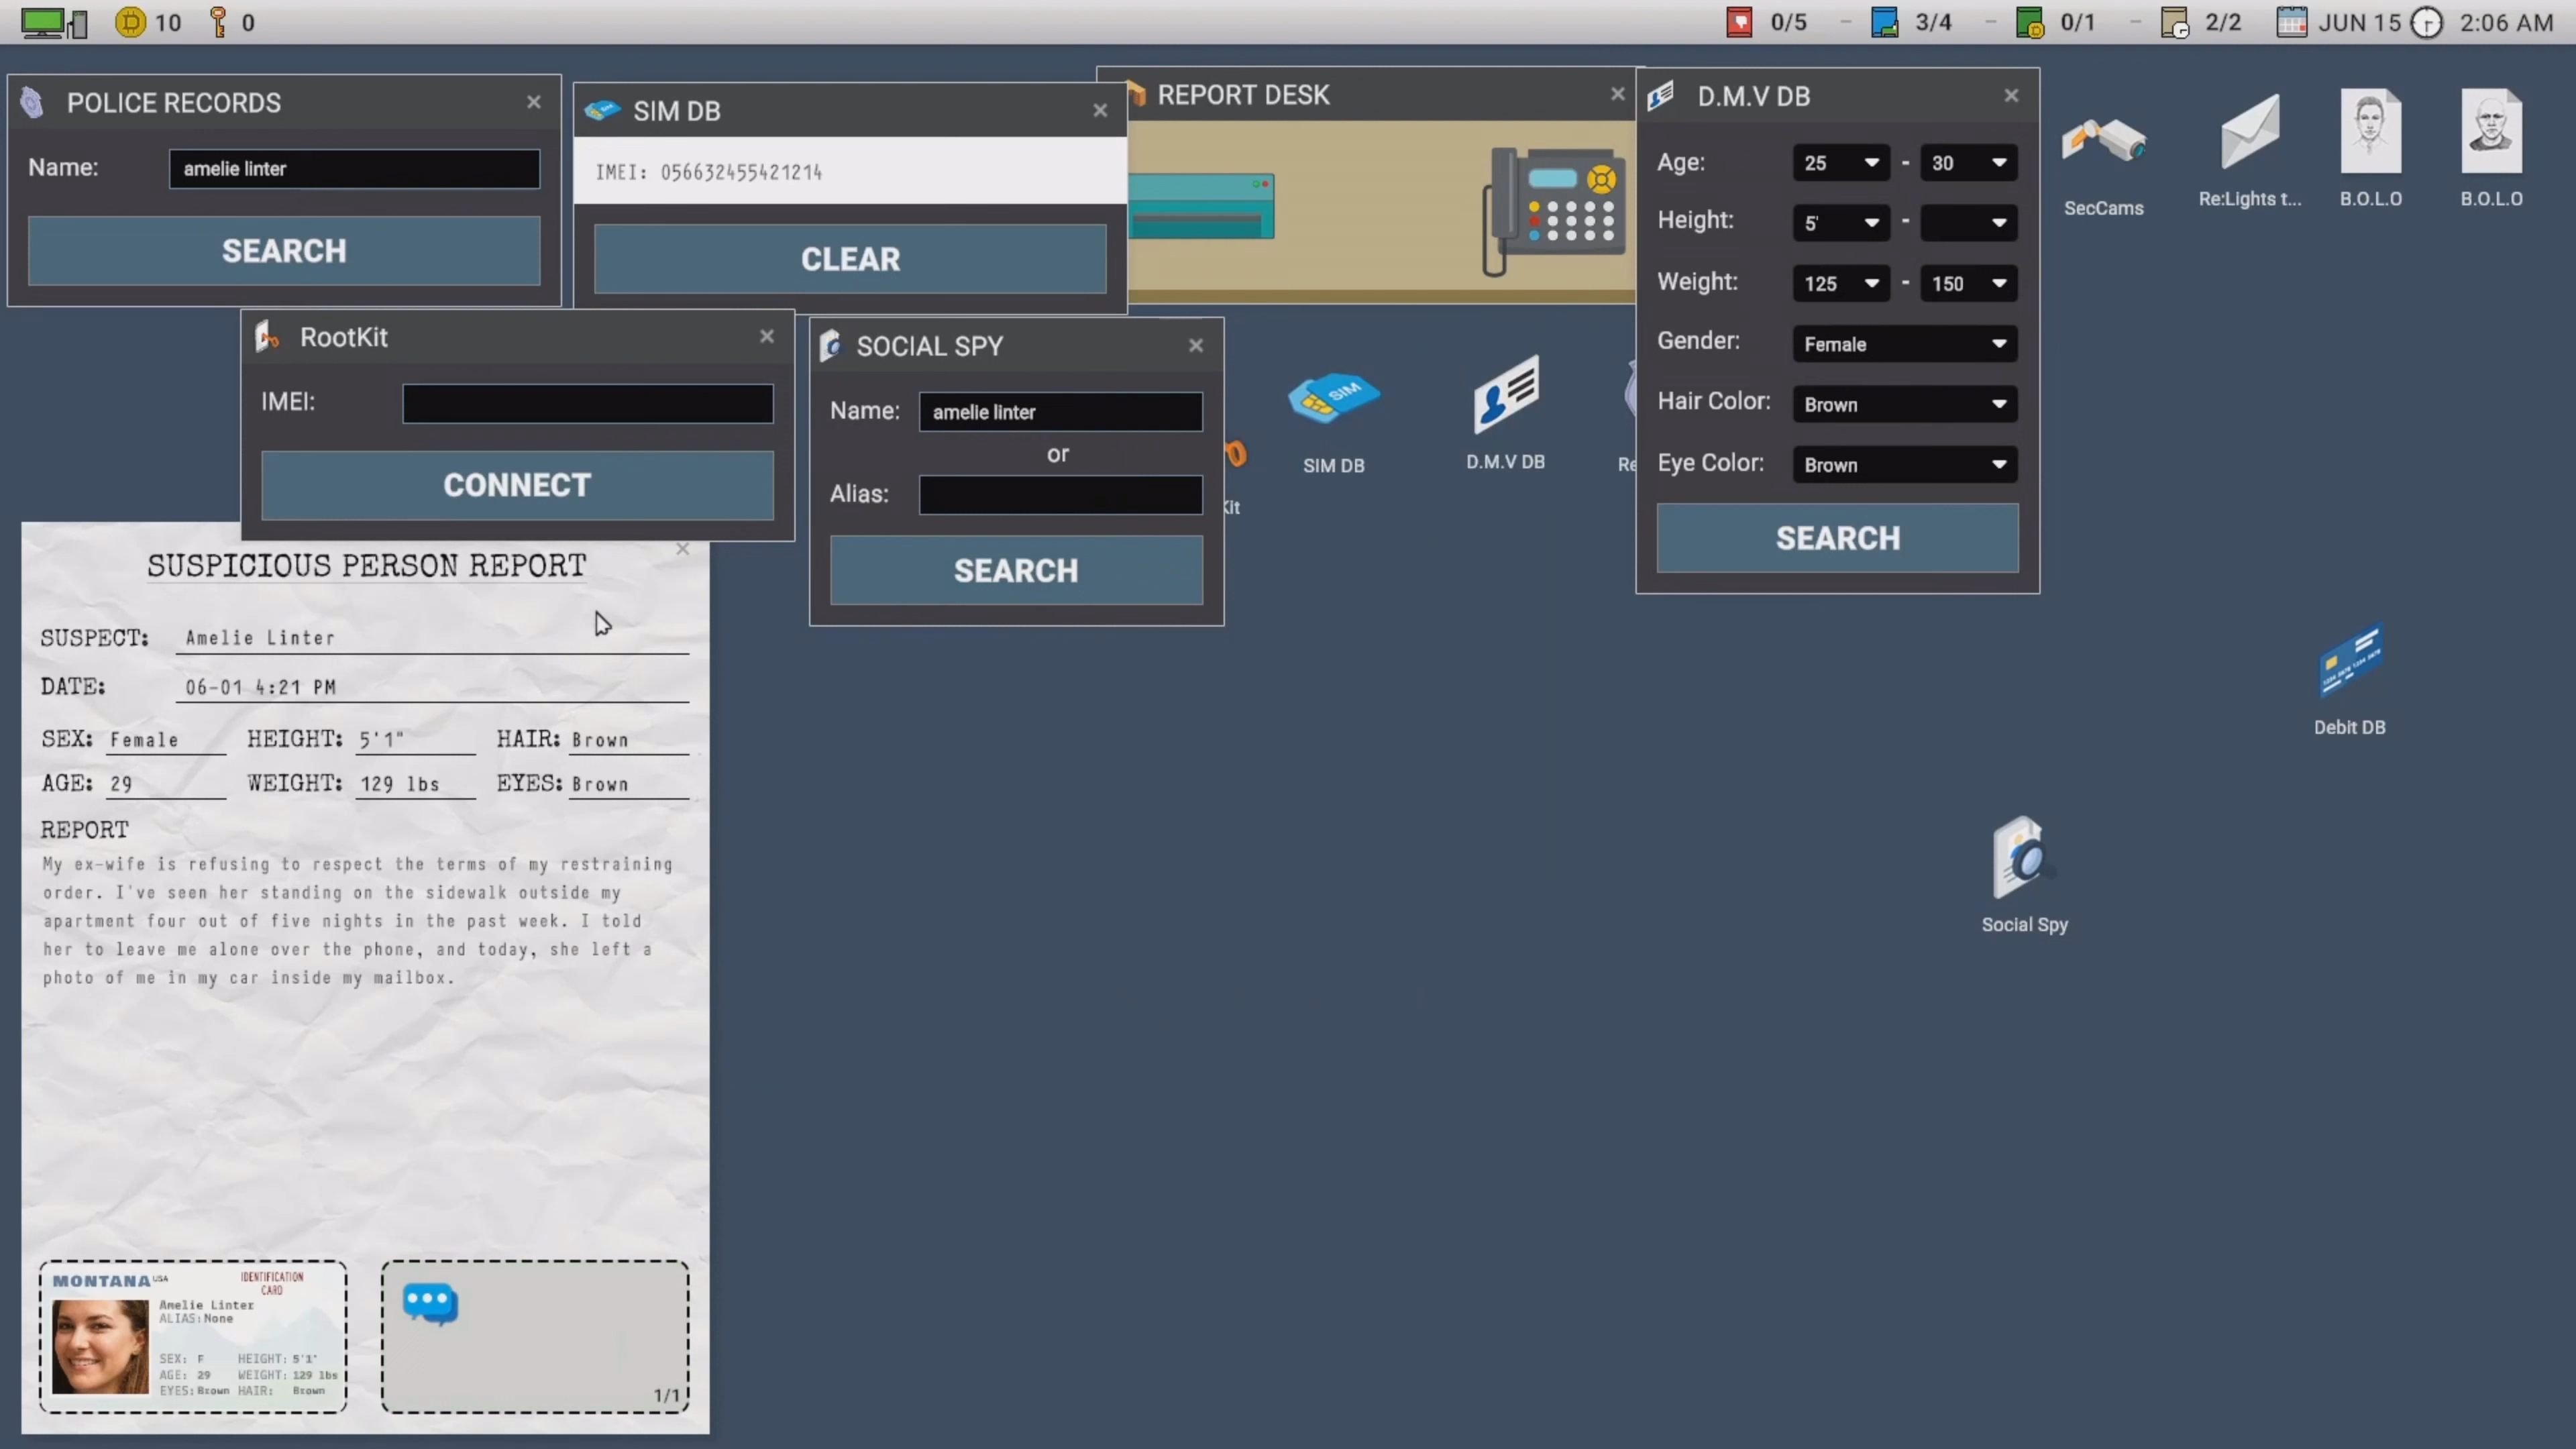 10 0 0/5 - 3/4 - 0/1 - 2/2 JUN 15 2:06 AM
POLICE RECORDS
Name: amelie linter
SEARCH
SIM DB
IMEI: 056632455421214
CLEAR
REPORT DESK
D.M.V DB
Age: 25 - 30
Height: 5' -
Weight: 125 - 150
Gender: Female
Hair Color: Brown
Eye Color: Brown
SEARCH
SecCams
Re:Lights t...
B.O.L.O
B.O.L.O
RootKit
IMEI:
CONNECT
SOCIAL SPY
Name: amelie linter
or
Alias:
SEARCH
Kit
SIM
SIM DB
D.M.V DB
Re
Debit DB
Social Spy
SUSPICIOUS PERSON REPORT
SUSPECT: Amelie Linter
DATE: 06-01 4:21 PM
SEX: Female HEIGHT: 5'1" HAIR: Brown
AGE: 29 WEIGHT: 129 lbs EYES: Brown
REPORT
My ex-wife is refusing to respect the terms of my restraining
order. I've seen her standing on the sidewalk outside my
apartment four out of five nights in the past week. I told
her to leave me alone over the phone, and today, she left a
photo of me in my car inside my mailbox.
MONTANA USA IDENTIFICATION
CARD
Amelie Linter
ALIAS:None
SEX: F HEIGHT: 5'1"
AGE: 29 WEIGHT: 129 lbs
EYES: Brown HAIR: Brown
1/1